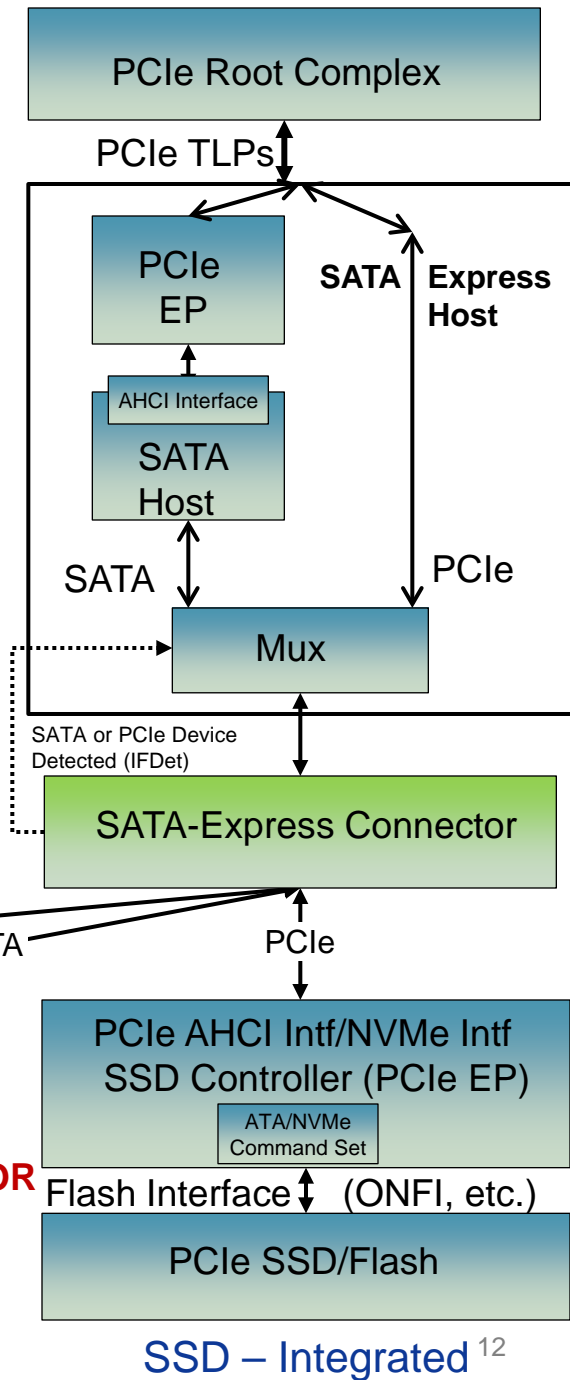 PCIe Root Complex
PCIe TLPs
PCIe
EP
SATA Express
Host
AHCI Interface
SATA
Host
SATA
PCIe
Mux
SATA or PCIe Device
Detected (IFDet)
SATA-Express Connector
TA
PCIe
PCIe AHCI Intf/NVMe Intf
SSD Controller (PCIe EP)
ATA/NVMe
Command Set
OR
Flash Interface (ONFI, etc.)
PCIe SSD/Flash
SSD – Integrated 12